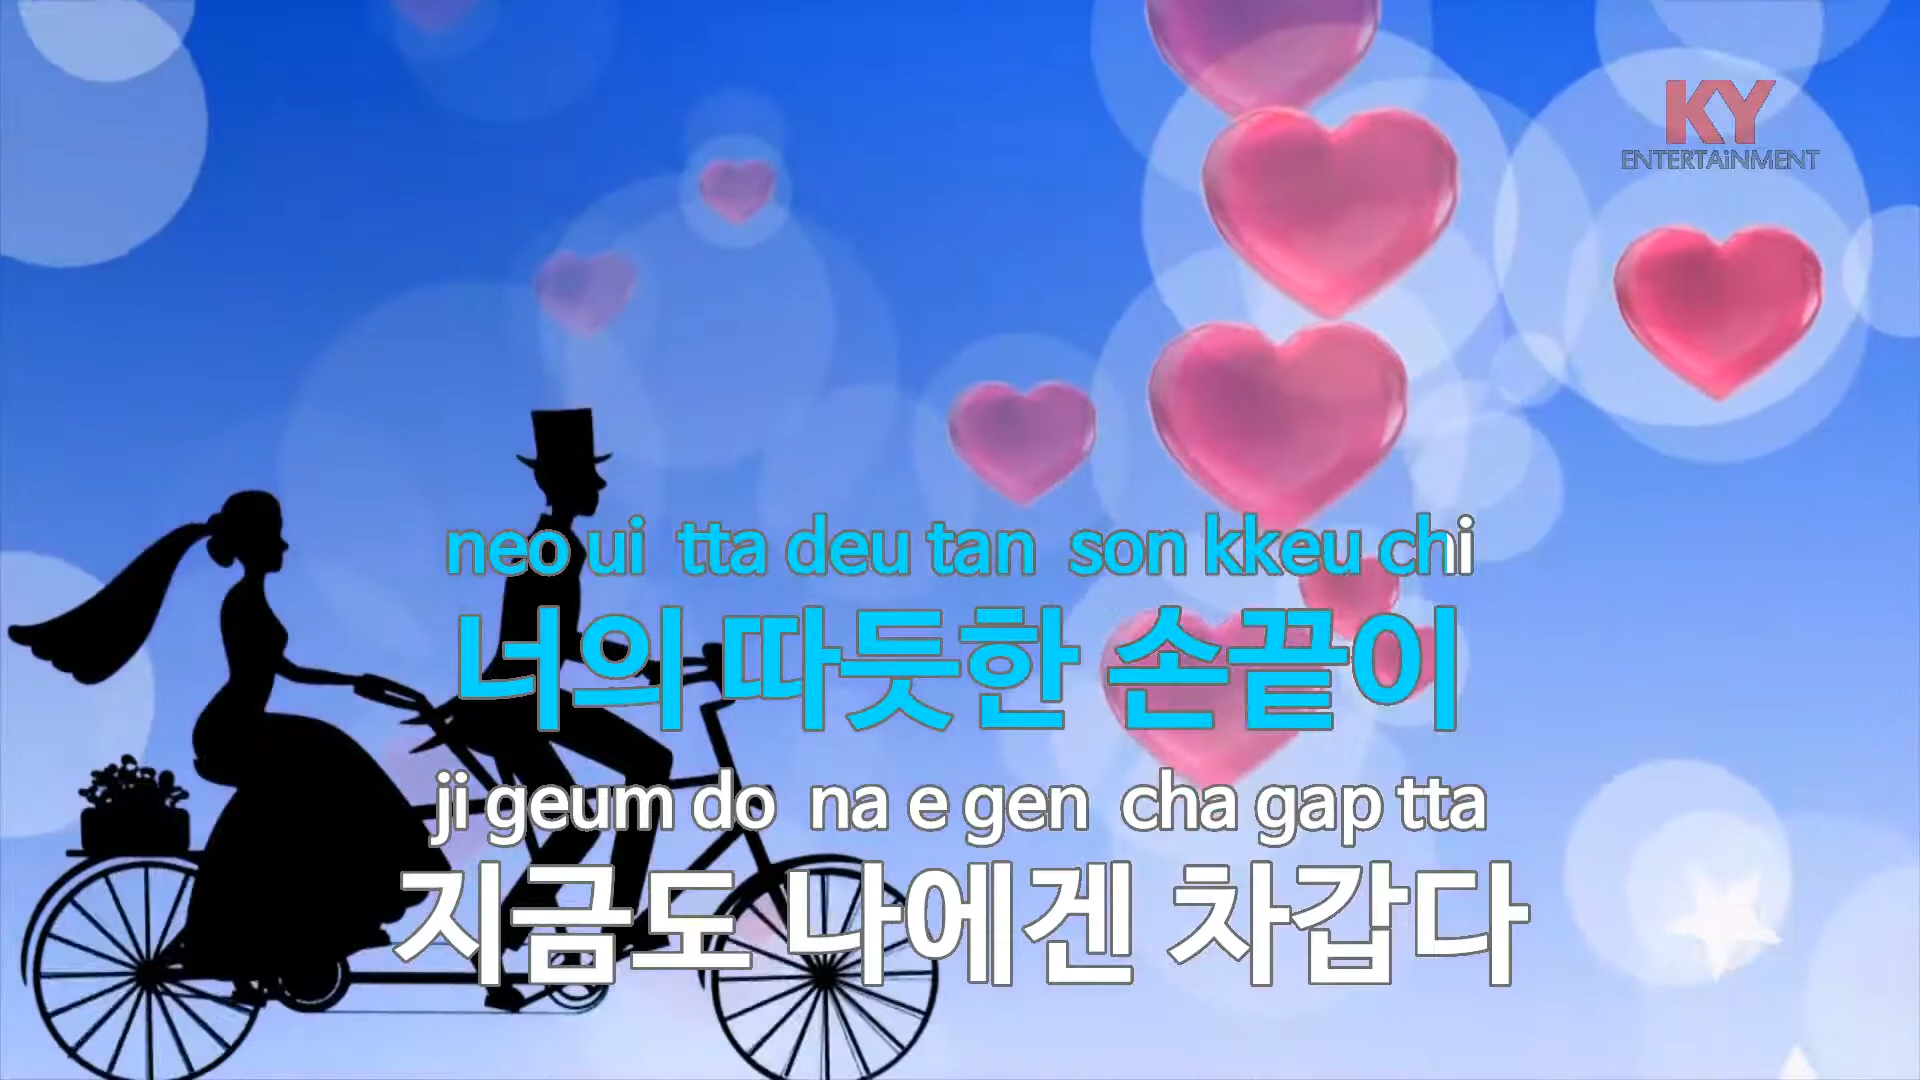 KY
ENTERTAiNMENT
neo ui tta deu tan son kkeu chi
너의 따듯한 손끝이
ji geum do na e gen cha gap tta
지금도 나에겐 차갑다